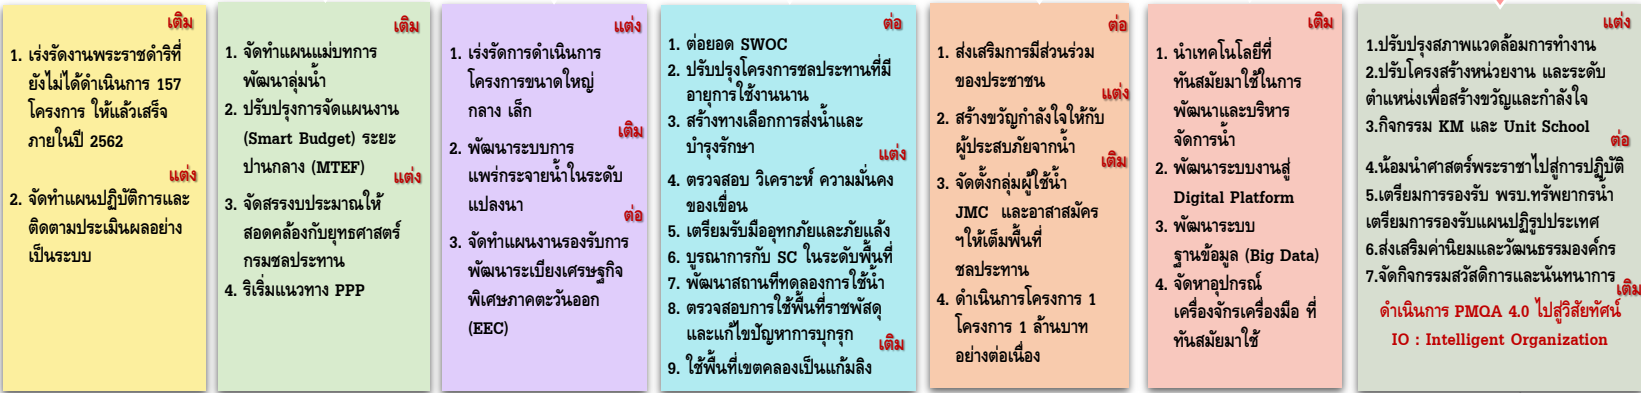 เติม
1. เร่งรัดงานพระราชดำริที่
ยังไม่ได้ดำเนินการ 157
โครงการ ให้แล้วเสร็จ
ภายในปี 2562
แต่ง
2. จัดทำแผนปฏิบัติการและ
ติดตามประเมินผลอย่าง
เป็นระบบ
เติม
1. จัดทำแผนแม่บทการ
พัฒนาลุ่มน้ำ
2. ปรับปรุงการจัดแผนงาน
(Smart Budget) ระยะ
ปานกลาง (MTEF)
แต่ง
3. จัดสรรงบประมาณให้
สอดคล้องกับยุทธศาสตร์
กรมชลประทาน
4. ริเริ่มแนวทาง PPP
แต่ง
1. เร่งรัดการดำเนินการ
โครงการขนาดใหญ่
กลาง เล็ก
เติม
2. พัฒนาระบบการ
แพร่กระจายน้ำในระดับ
แปลงนา
ต่อ
3. จัดทำแผนงานรองรับการ
พัฒนาระเบียงเศรษฐกิจ
พิเศษภาคตะวันออก
(EEC)
ต่อ
1. ต่อยอด SWOC
2. ปรับปรุงโครงการชลประทานที่มี
อายุการใช้งานนาน
3. สร้างทางเลือกการส่งน้ำและ
บำรุงรักษา
แต่ง
4. ตรวจสอบ วิเคราะห์ ความมั่นคง
ของเขื่อน
5. เตรียมรับมืออุทกภัยและภัยแล้ง
6. บูรณาการกับ SC ในระดับพื้นที่
7. พัฒนาสถานที่ทดลองการใช้น้ำ
8. ตรวจสอบการใช้พื้นที่ราชพัสดุ
และแก้ไขปัญหาการบุกรุก
เติม
9. ใช้พื้นที่เขตคลองเป็นแก้มลิง
ต่อ
1. ส่งเสริมการมีส่วนร่วม
ของประชาชน
แต่ง
2. สร้างขวัญกำลังใจให้กับ
ผู้ประสบภัยจากน้ำ
เติม
3. จัดตั้งกลุ่มผู้ใช้น้ำ
JMC และอาสาสมัคร
ฯให้เต็มพื้นที่
ชลประทาน
4. ดำเนินการโครงการ 1
โครงการ 1 ล้านบาท
อย่างต่อเนื่อง
เติม
1. นำเทคโนโลยีที่
ทันสมัยมาใช้ในการ
พัฒนาและบริหาร
จัดการน้ำ
2. พัฒนาระบบงานสู่
Digital Platform
3. พัฒนาระบบ
ฐานข้อมูล (Big Data)
4. จัดหาอุปกรณ์
เครื่องจักรเครื่องมือ ที่
ทันสมัยมาใช้
แต่ง
1.ปรับปรุงสภาพแวดล้อมการทำงาน
2.ปรับโครงสร้างหน่วยงาน และระดับ
ตำแหน่งเพื่อสร้างขวัญและกำลังใจ
3.กิจกรรม KM และ Unit School
ต่อ
4.น้อมนำศาสตร์พระราชาไปสู่การปฏิบัติ
5.เตรียมการรองรับ พรบ.ทรัพยากรน้ำ
เตรียมการรองรับแผนปฏิรูปประเทศ
6.ส่งเสริมค่านิยมและวัฒนธรรมองค์กร
7.จัดกิจกรรมสวัสดิการและนันทนาการ
เติม
ดำเนินการ PMQA 4.0 ไปสู่วิสัยทัศน์
IO : Intelligent Organization